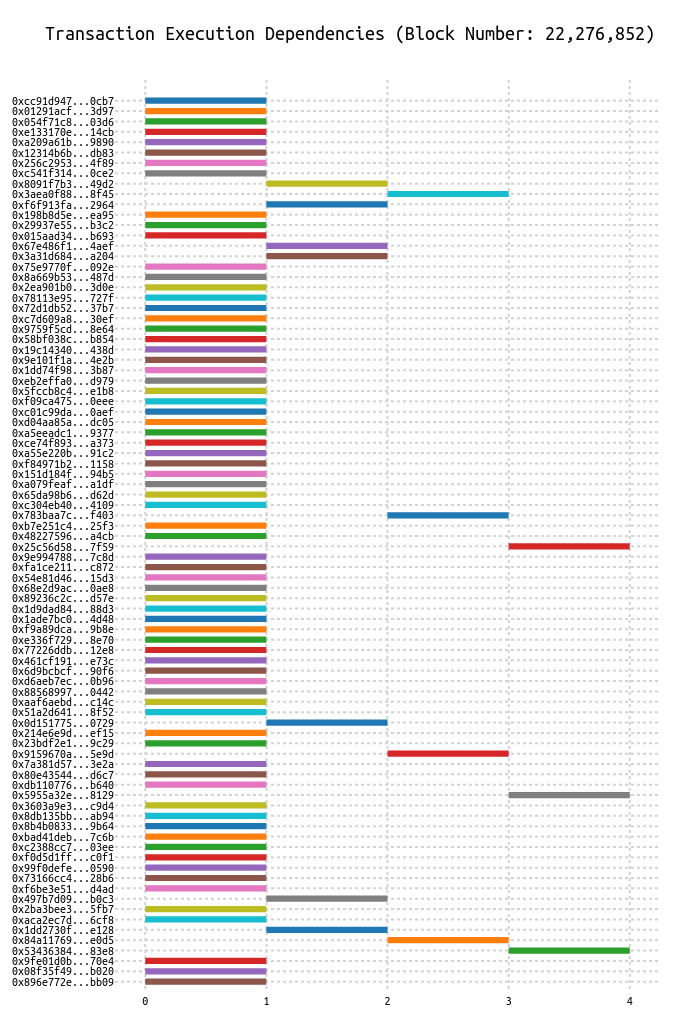 Transaction Execution Dependencies (Block Number: 22,276,852)
0xcc91d947...0cb7
0x01291acf...3d97
0x054f71c8...03d6
0xe133170e...14cb
0xa209a61b...9890
0x12314b6b...db83
0x256c2953...4f89
0xc541f314...0ce2
0x8091f7b3...49d2
0x3aea0f88...8f45
0xf6f913fa...2964
0x198b8d5e...ea95
0x29937e55...b3c2
0x015aad34...b693
0x67e486f1...4aef
0x3a31d684...a204
0x75e9770f...092e
0x8a669b53...487d
0x2ea901b0...3d0e
0x78113e95...727f
0x72d1db52...37b7
0xc7d609a8...30ef
0x9759f5cd...8e64
0x58bf038c...b854
0x19c14340...438d
0x9e101f1a...4e2b
0x1dd74f98...3b87
0xeb2effa0...d979
0x5fccb8c4...e1b8
0xf09ca475...0eee
0xc01c99da...0aef
0xd04aa85a...dc05
0xa5eeadc1...9377
0xce74f893...a373
0xa55e220b...91c2
0xf84971b2...1158
0x151d184f...94b5
0xa079feaf...a1df
0x65da98b6...d62d
0xc304eb40...4109
0x783baa7c...f403
0xb7e251c4...25f3
0x48227596...a4cb
0x25c56d58...7f59
0x9e994788...7c8d
0xfa1ce211...c872
0x54e81d46...15d3
0x68e2d9ac...0ae8
0x89236c2c...d57e
0x1d9dad84...88d3
0x1ade7bc0...4d48
0xf9a89dca...9b8e
0xe336f729...8e70
0x77226ddb...12e8
0x461cf191...e73c
0x6d9bcbcf...90f6
0xd6aeb7ec...0b96
0x88568997...0442
0xaaf6aebd...c14c
0x51a2d641...8f52
0x0d151775...0729
0x214e6e9d...ef15
0x23bdf2e1...9c29
0x9159670a...5e9d
0x7a381d57...3e2a
0x80e43544...d6c7
0xdb110776...b640
0x5955a32e...8129
0x3603a9e3...c9d4
0x8db135bb...ab94
0x8b4b0833...9b64
0xbad41deb...7c6b
0xc2388cc7...03ee
0xf0d5d1ff...c0f1
0x99f0defe...0590
0x73166cc4...28b6
0xf6be3e51...d4ad
0x497b7d09...b0c3
0x2ba3bee3...5fb7
0xaca2ec7d...6cf8
0x1dd2730f...e128
0x84a11769...e0d5
0x53436384...83e8
0x9fe01d0b...70e4
0x08f35f49...b020
0x896e772e...bb09
0 1 2 3 4